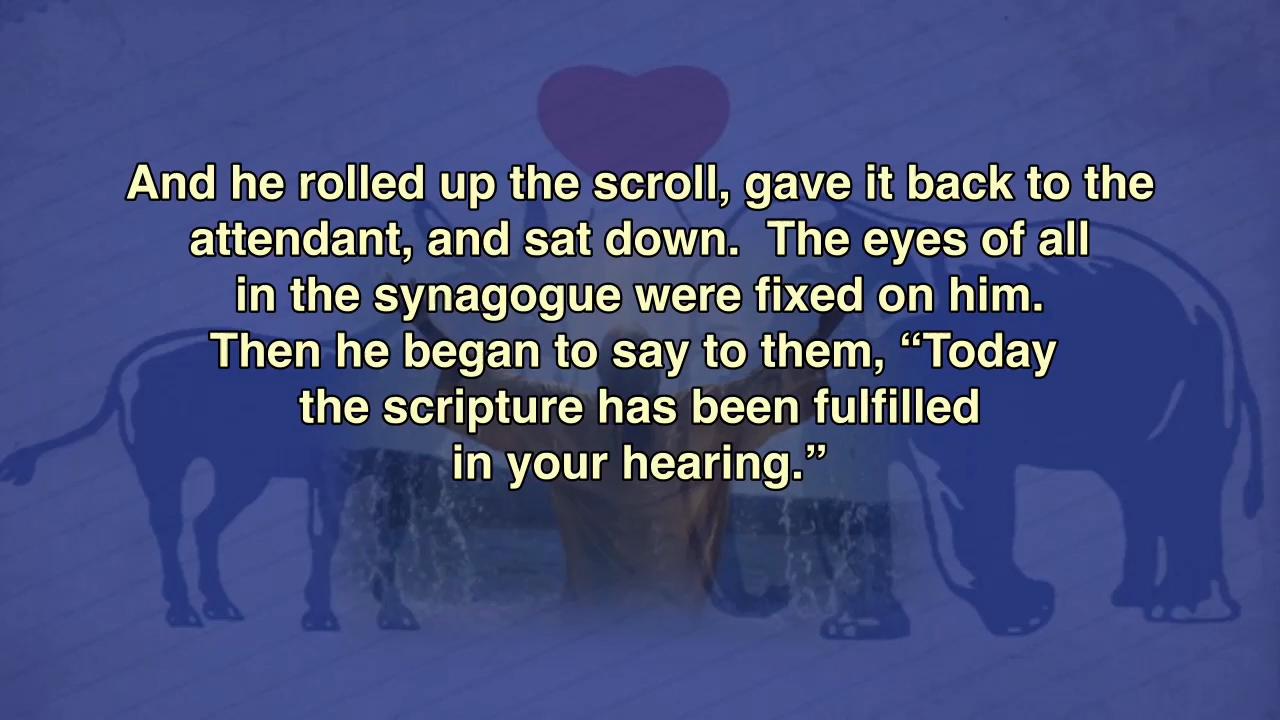 And he rolled up the scroll, gave it back to the
attendant, and sat down.  The eyes of all
in the synagogue were fixed on him.
Then he began to say to them, “Today
the scripture has been fulfilled
in your hearing.”